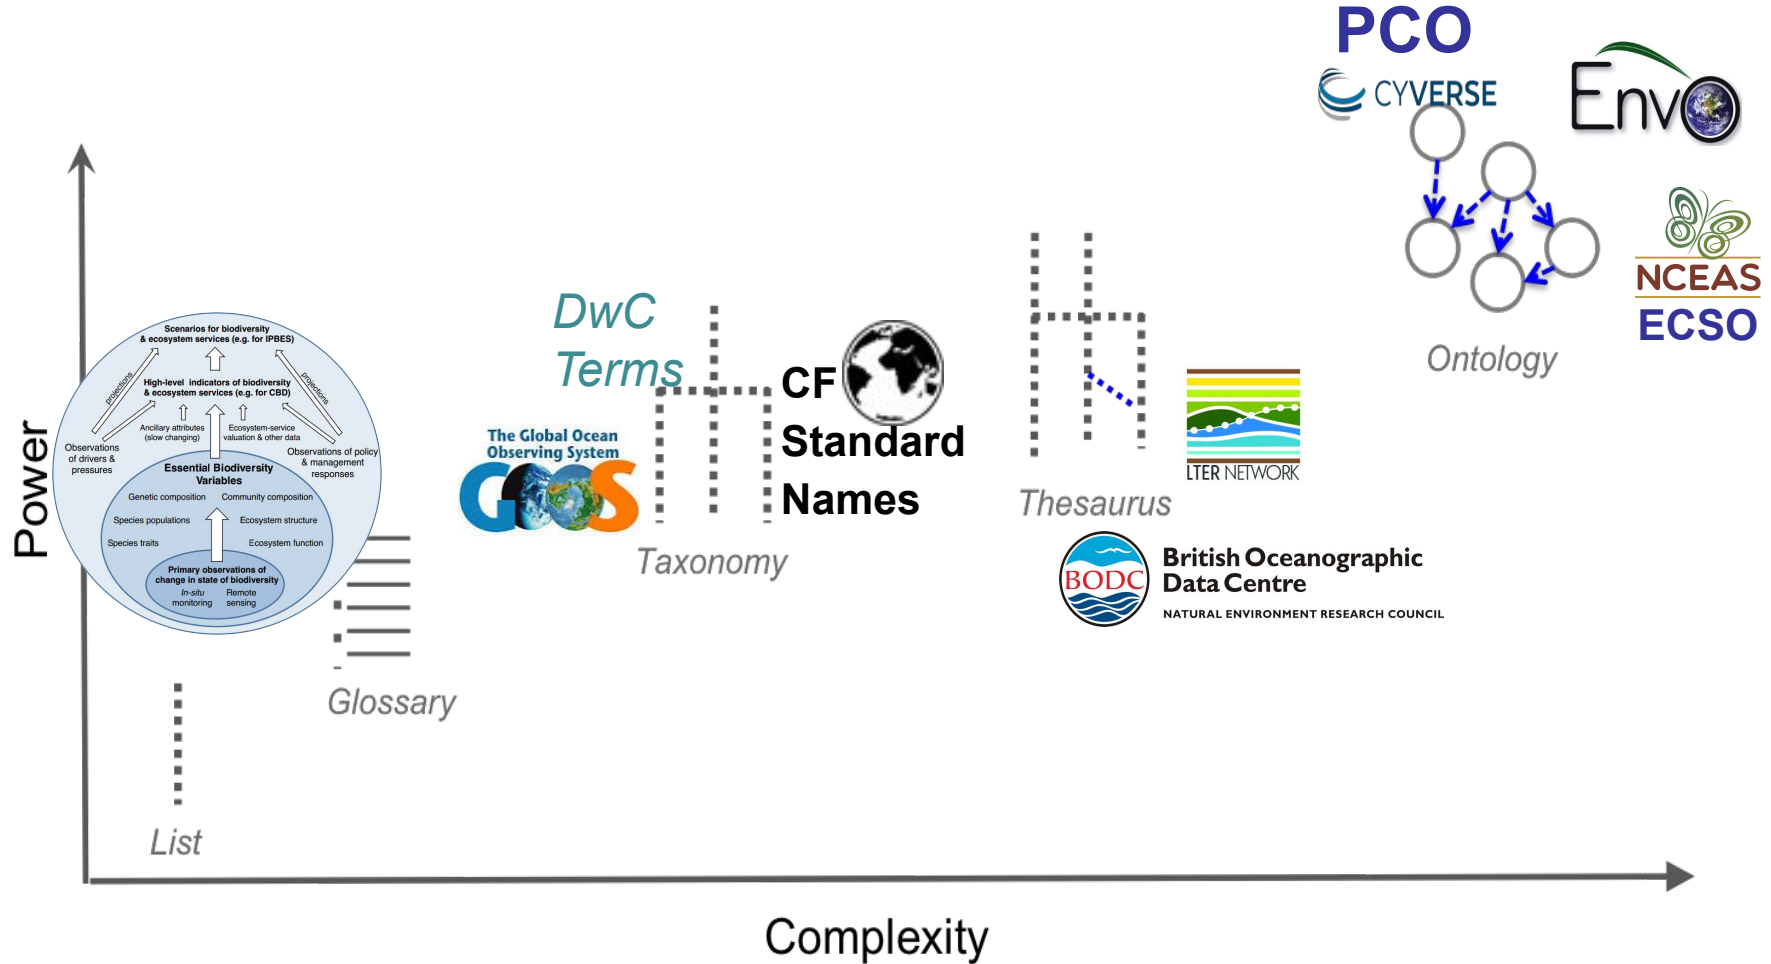 PCO
CYVERSE
EnvO
NCEAS
ECSO
Ontology
DwC
Terms
CF
Standard
Names
The Global Ocean
Observing System
GOOS
Taxonomy
Thesaurus
LTER NETWORK
BODC
British Oceanographic
Data Centre
NATURAL ENVIRONMENT RESEARCH COUNCIL
Scenarios for biodiversity
& ecosystem services (e.g. for IPBES)
projections
projections
High-level indicators of biodiversity
& ecosystem services (e.g. for CBD)
Ancillary attributes
(slow changing)
Ecosystem-service
valuation & other data
Observations
of drivers &
pressures
Observations of policy
& management
responses
Essential Biodiversity
Variables
Genetic composition
Community composition
Species populations
Ecosystem structure
Species traits
Ecosystem function
Primary observations of
change in state of biodiversity
In-situ
monitoring
Remote
sensing
Glossary
List
Power
Complexity